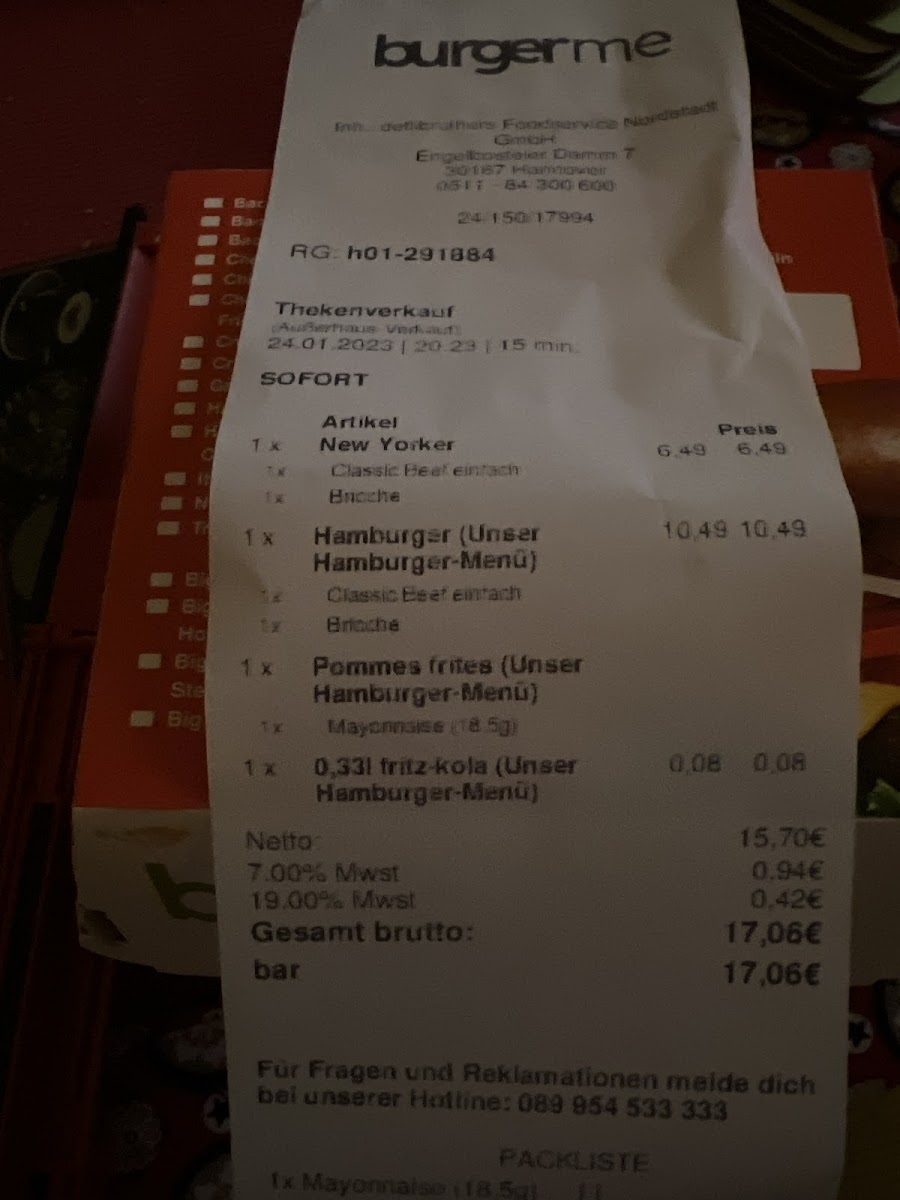 burgerme
GmbH
Engelbosteler Damm 7
30167 Hannover
0511 - 84 300 600
24 150 17994
RG: h01-291884
Thekenverkauf
(Außerhaus-Verkauf)
24.01.2023 | 20:23 | 15 min.
SOFORT
Artikel Preis
1 x New Yorker 6,49 6,49
1x Classic Beef einfach
1x Brioche
1 x Hamburger (Unser 10,49 10,49
Hamburger-Menü)
1x Classic Beef einfach
1x Brioche
1 x Pommes frites (Unser
Hamburger-Menü)
1x Mayonnaise (18.5g)
1 x 0,33l fritz-kola (Unser 0,08 0,08
Hamburger-Menü)
Netto: 15,70€
7.00% Mwst 0,94€
19.00% Mwst 0,42€
Gesamt brutto: 17,06€
bar 17,06€
Für Fragen und Reklamationen melde dich
bei unserer Hotline: 089 954 533 333
PACKLISTE
1x Mayonnaise (18.5g) [ ]